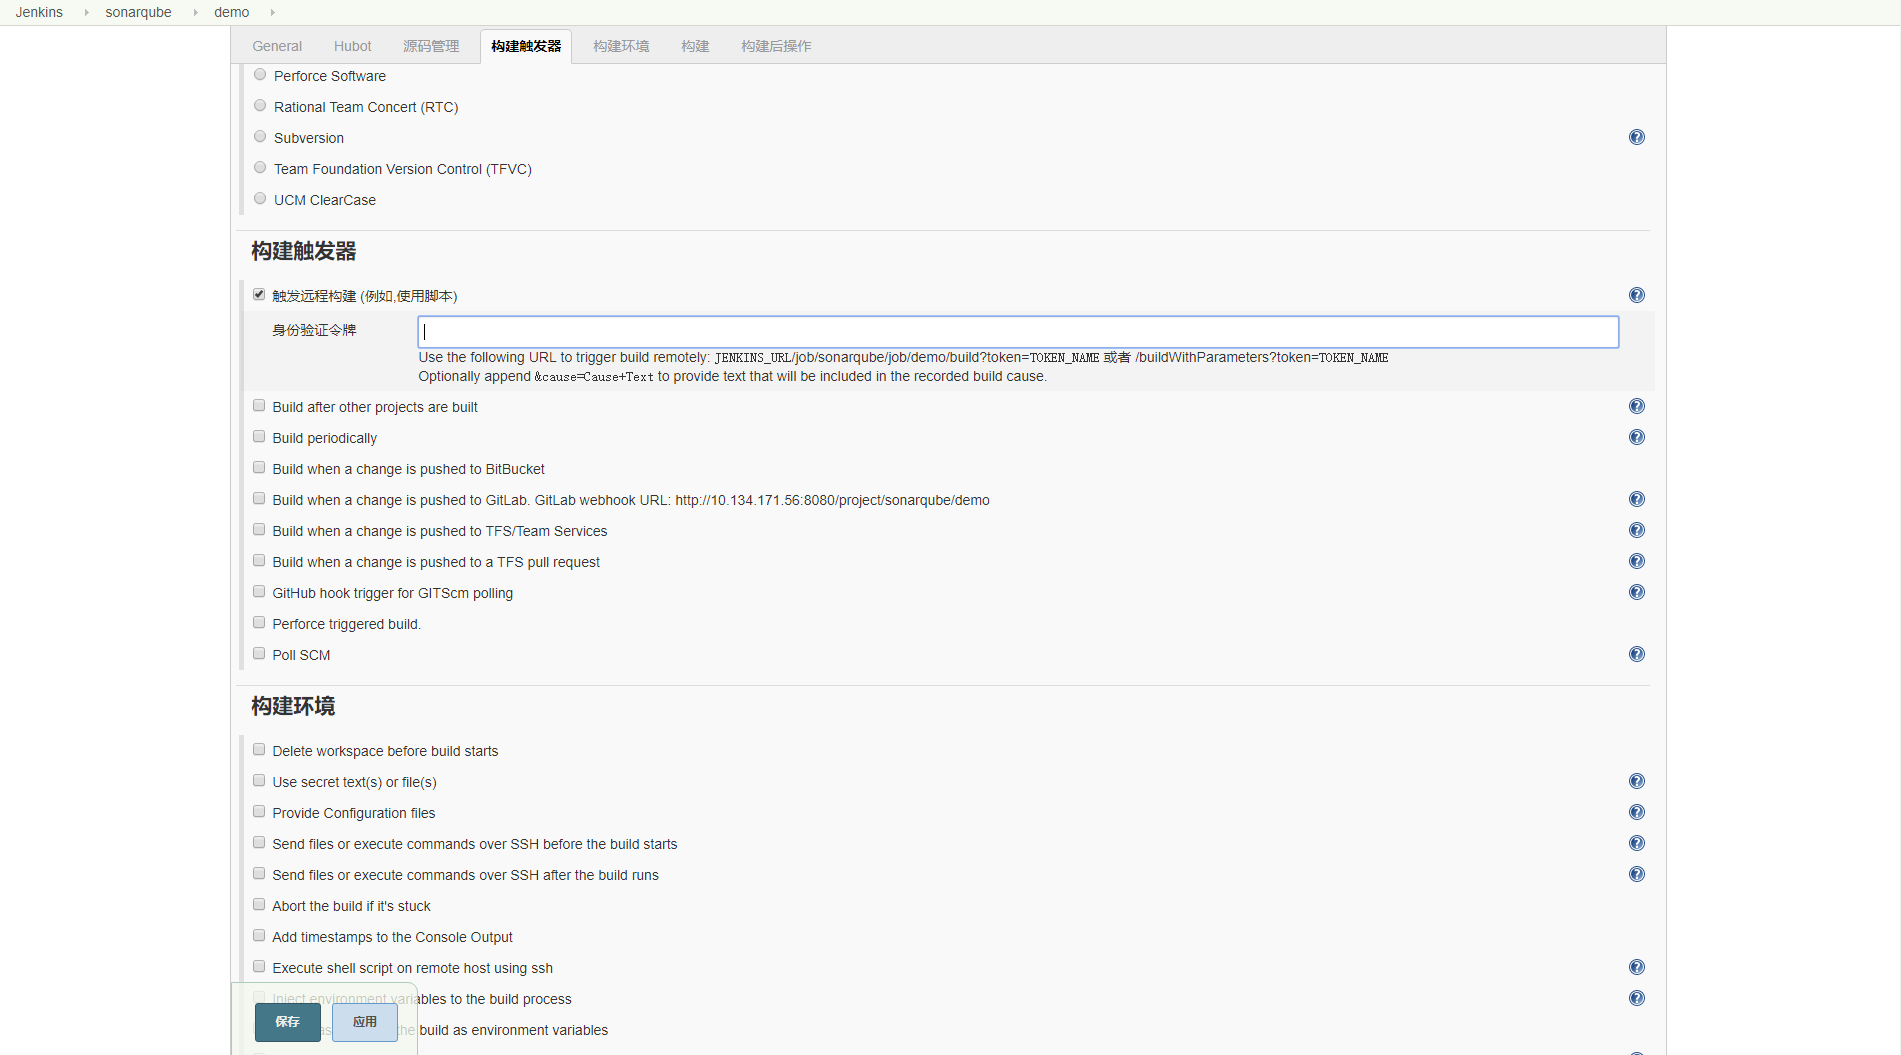 Jenkins sonarqube demo
General Hubot 源码管理 构建触发器 构建环境 构建 构建后操作
Perforce Software
Rational Team Concert (RTC)
Subversion
Team Foundation Version Control (TFVC)
UCM ClearCase
构建触发器
触发远程构建 (例如,使用脚本)
身份验证令牌
Use the following URL to trigger build remotely: JENKINS_URL/job/sonarqube/job/demo/build?token=TOKEN_NAME 或者 /buildWithParameters?token=TOKEN_NAME
Optionally append &cause=Cause+Text to provide text that will be included in the recorded build cause.
Build after other projects are built
Build periodically
Build when a change is pushed to BitBucket
Build when a change is pushed to GitLab. GitLab webhook URL: http://10.134.171.56:8080/project/sonarqube/demo
Build when a change is pushed to TFS/Team Services
Build when a change is pushed to a TFS pull request
GitHub hook trigger for GITScm polling
Perforce triggered build.
Poll SCM
构建环境
Delete workspace before build starts
Use secret text(s) or file(s)
Provide Configuration files
Send files or execute commands over SSH before the build starts
Send files or execute commands over SSH after the build runs
Abort the build if it's stuck
Add timestamps to the Console Output
Execute shell script on remote host using ssh
Inject environment variables to the build process
保存 应用 the build as environment variables